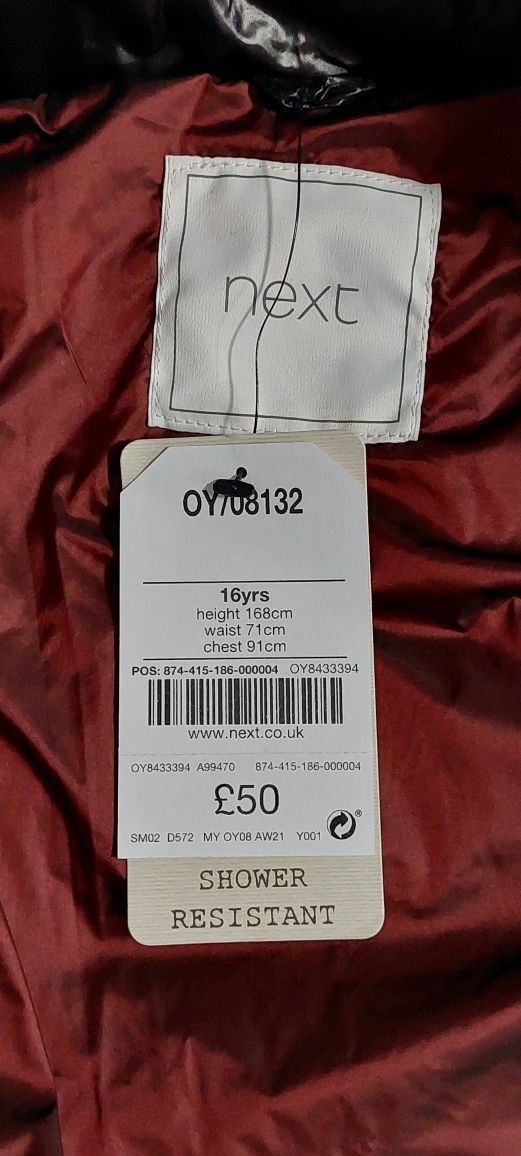 next
OY/08132
16yrs
height 168cm
waist 71cm
chest 91cm
POS: 874-415-186-000004 OY8433394
www.next.co.uk
OY8433394 A99470 874-415-186-000004
£50
SM02 D572 MY OY08 AW21 Y001 ®
SHOWER
RESISTANT